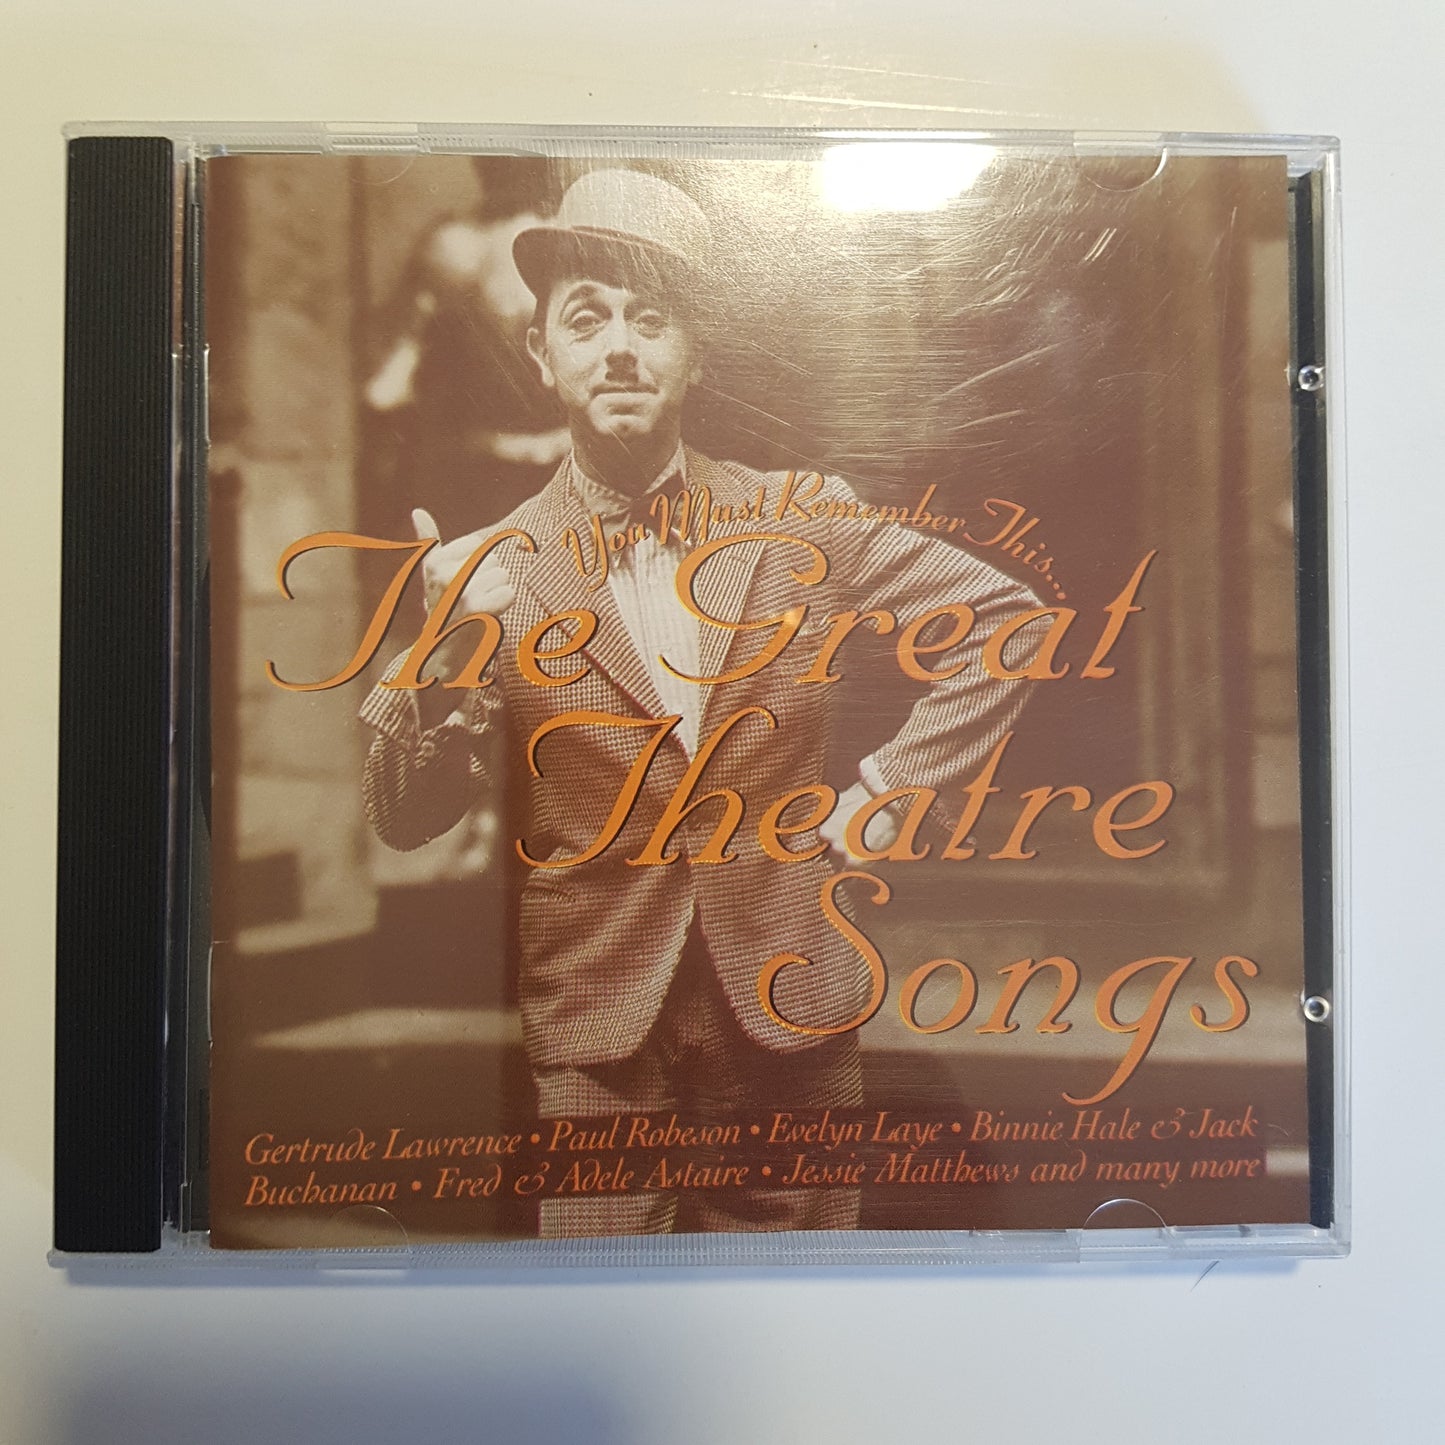 You Must Remember This...
The Great
Theatre
Songs
Gertrude Lawrence • Paul Robeson • Evelyn Laye • Binnie Hale & Jack
Buchanan • Fred & Adele Astaire • Jessie Matthews and many more